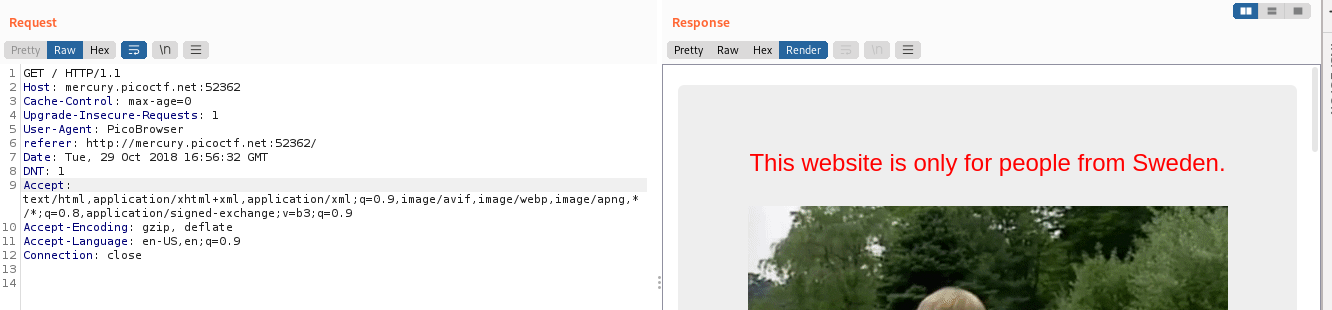 Request
Response
Pretty Raw Hex \n
Pretty Raw Hex Render \n
1 GET / HTTP/1.1
2 Host: mercury.picoctf.net:52362
3 Cache-Control: max-age=0
4 Upgrade-Insecure-Requests: 1
5 User-Agent: PicoBrowser
6 referer: http://mercury.picoctf.net:52362/
7 Date: Tue, 29 Oct 2018 16:56:32 GMT
8 DNT: 1
9 Accept:
text/html,application/xhtml+xml,application/xml;q=0.9,image/avif,image/webp,image/apng,*
/*;q=0.8,application/signed-exchange;v=b3;q=0.9
10 Accept-Encoding: gzip, deflate
11 Accept-Language: en-US,en;q=0.9
12 Connection: close
13
14
This website is only for people from Sweden.